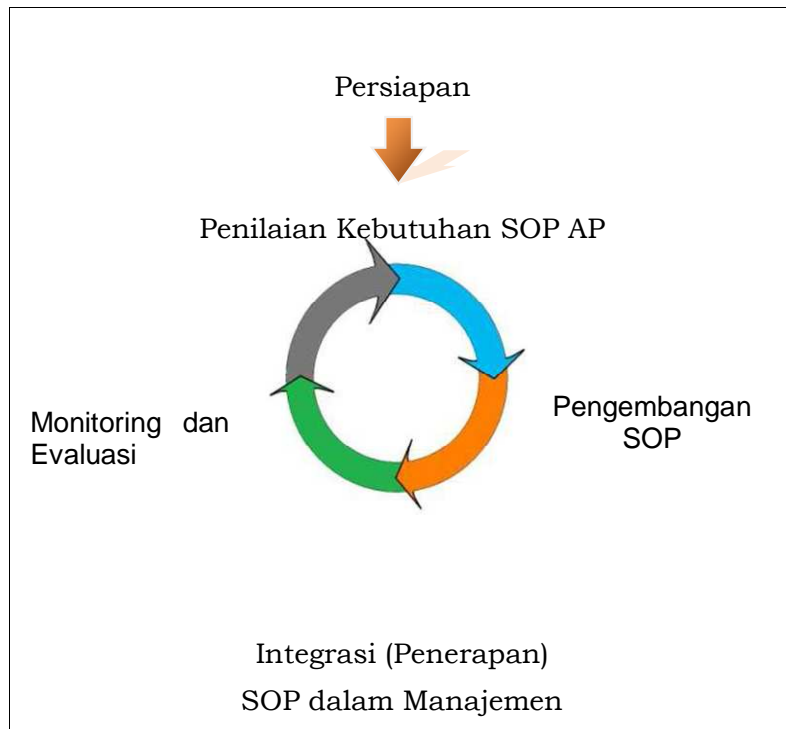 Persiapan
Penilaian Kebutuhan SOP AP
Pengembangan
SOP
Monitoring dan
Evaluasi
Integrasi (Penerapan)
SOP dalam Manajemen